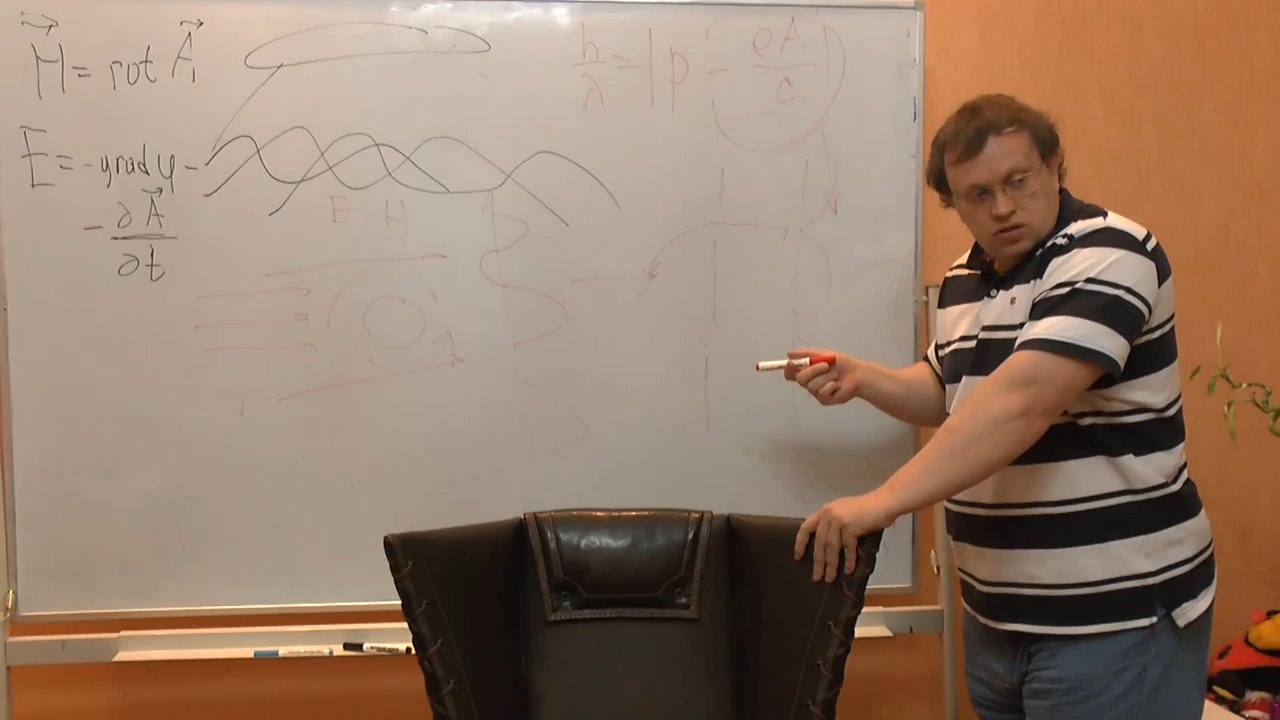 H⃗ = rot A⃗
E⃗ = -grad φ -
- ∂A⃗/∂t
h/λ = |p - eA/c|
E H